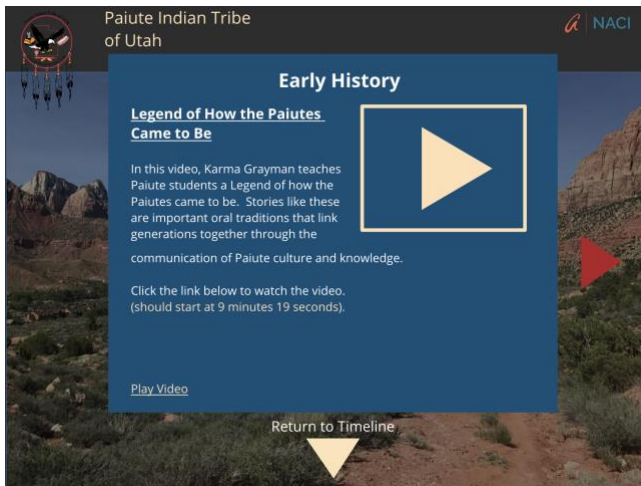 Paiute Indian Tribe
of Utah
a NACI
Early History
Legend of How the Paiutes
Came to Be
In this video, Karma Grayman teaches
Paiute students a Legend of how the
Paiutes came to be. Stories like these
are important oral traditions that link
generations together through the
communication of Paiute culture and knowledge.
Click the link below to watch the video.
(should start at 9 minutes 19 seconds).
Play Video
Return to Timeline